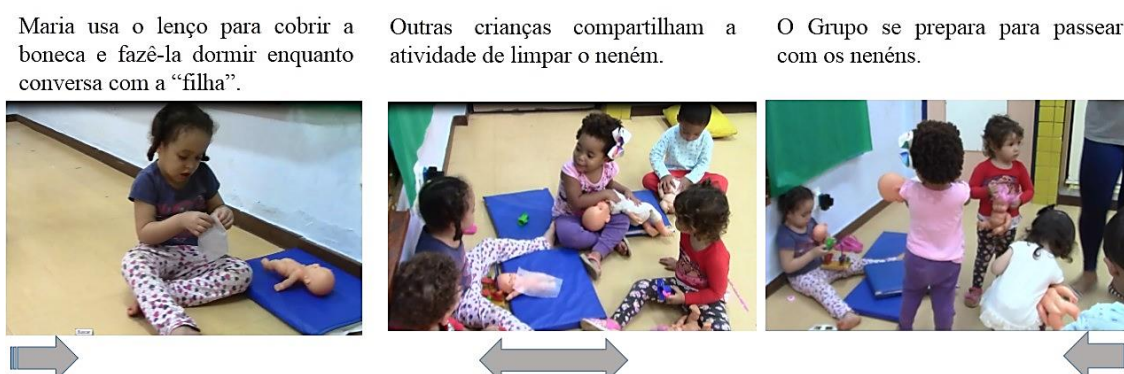 Maria usa o lenço para cobrir a
boneca e fazê-la dormir enquanto
conversa com a “filha”.
Outras crianças compartilham a
atividade de limpar o neném.
O Grupo se prepara para passear
com os nenéns.